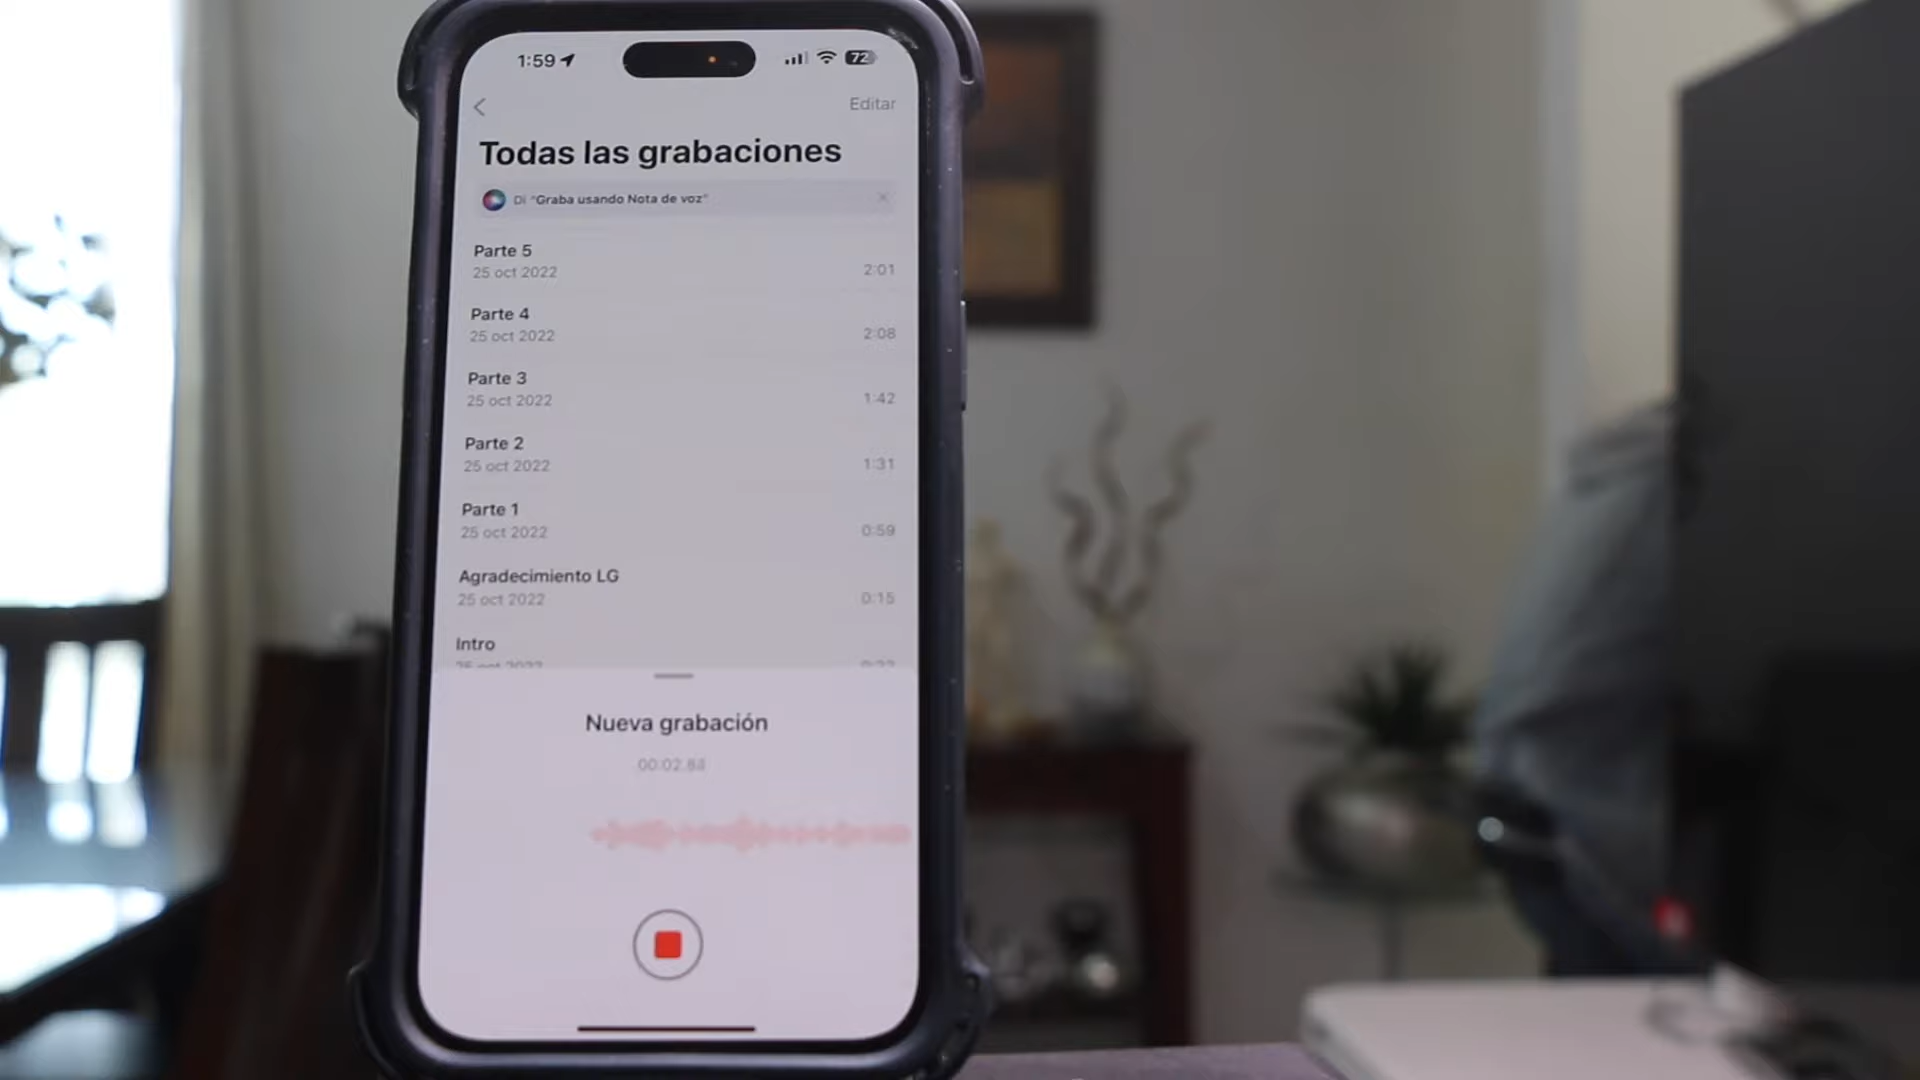 1:59
72
Editar
Todas las grabaciones
Di "Graba usando Nota de voz"
Parte 5
25 oct 2022
2:01
Parte 4
25 oct 2022
2:08
Parte 3
25 oct 2022
1:42
Parte 2
25 oct 2022
1:31
Parte 1
25 oct 2022
0:59
Agradecimiento LG
25 oct 2022
0:15
Intro
Nueva grabación